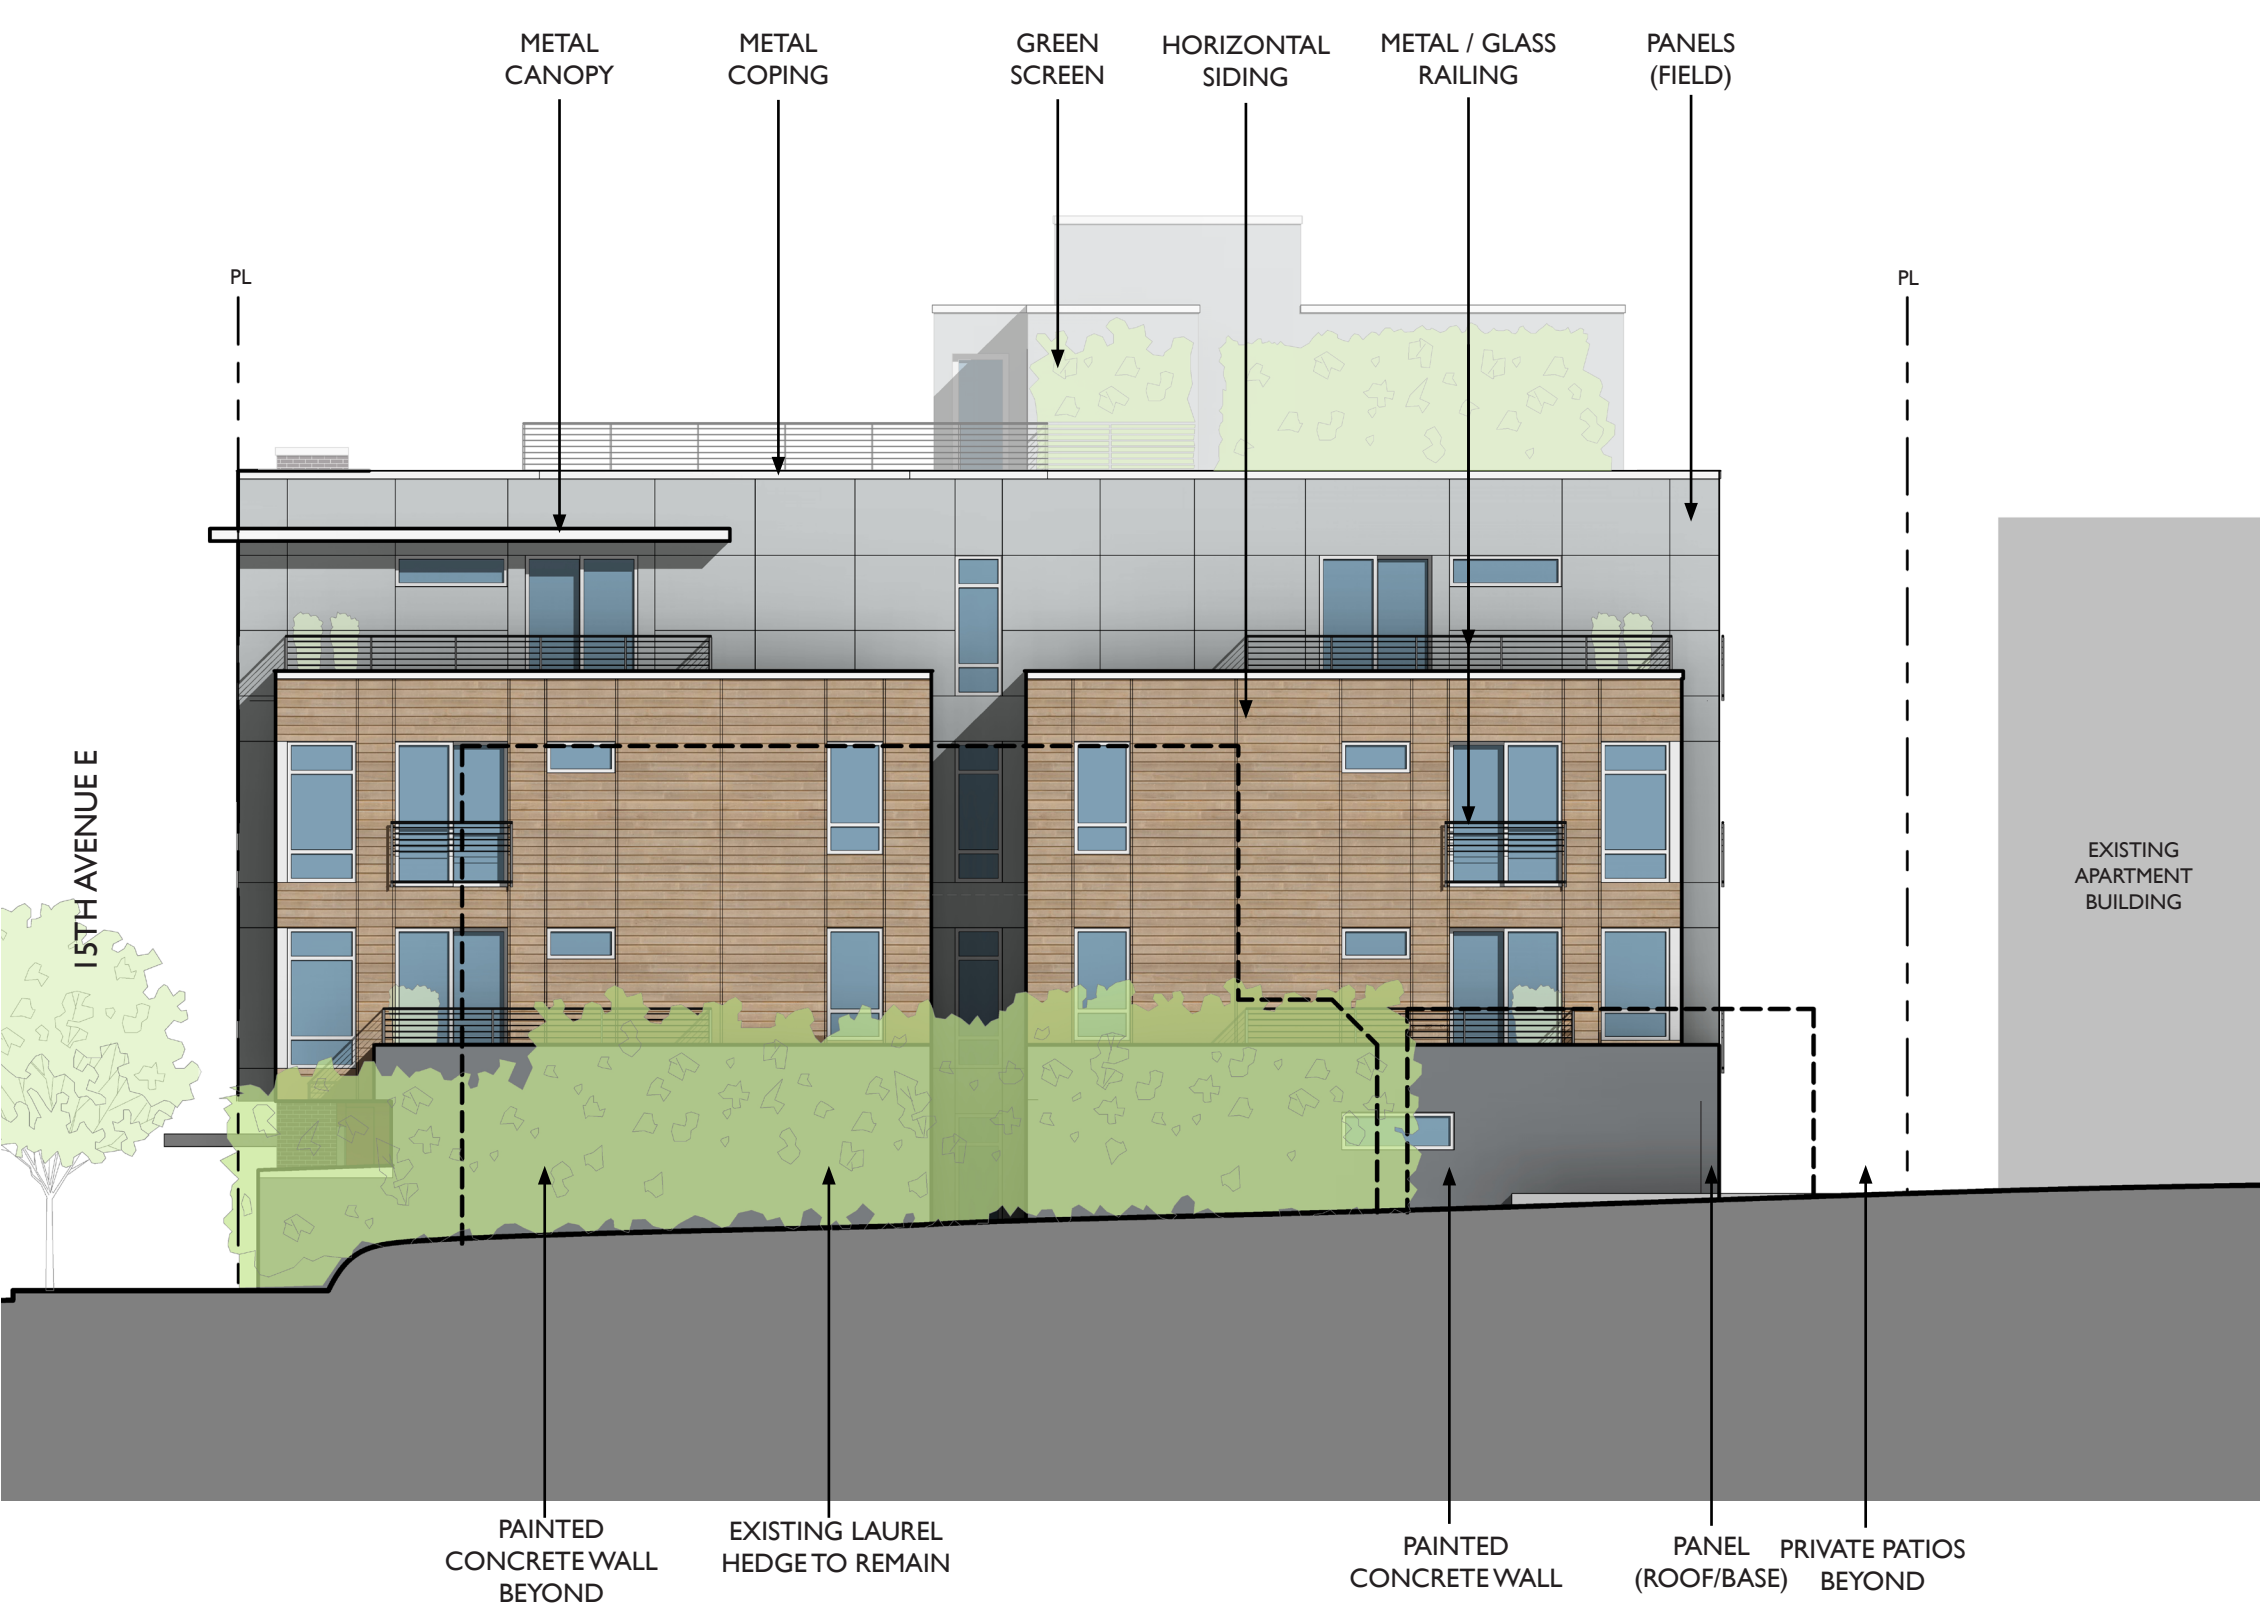 METAL
CANOPY
METAL
COPING
GREEN
SCREEN
HORIZONTAL
SIDING
METAL / GLASS
RAILING
PANELS
(FIELD)
PL
PL
15TH AVENUE E
EXISTING
APARTMENT
BUILDING
PAINTED
CONCRETE WALL
BEYOND
EXISTING LAUREL
HEDGE TO REMAIN
PAINTED
CONCRETE WALL
PANEL
(ROOF/BASE)
PRIVATE PATIOS
BEYOND